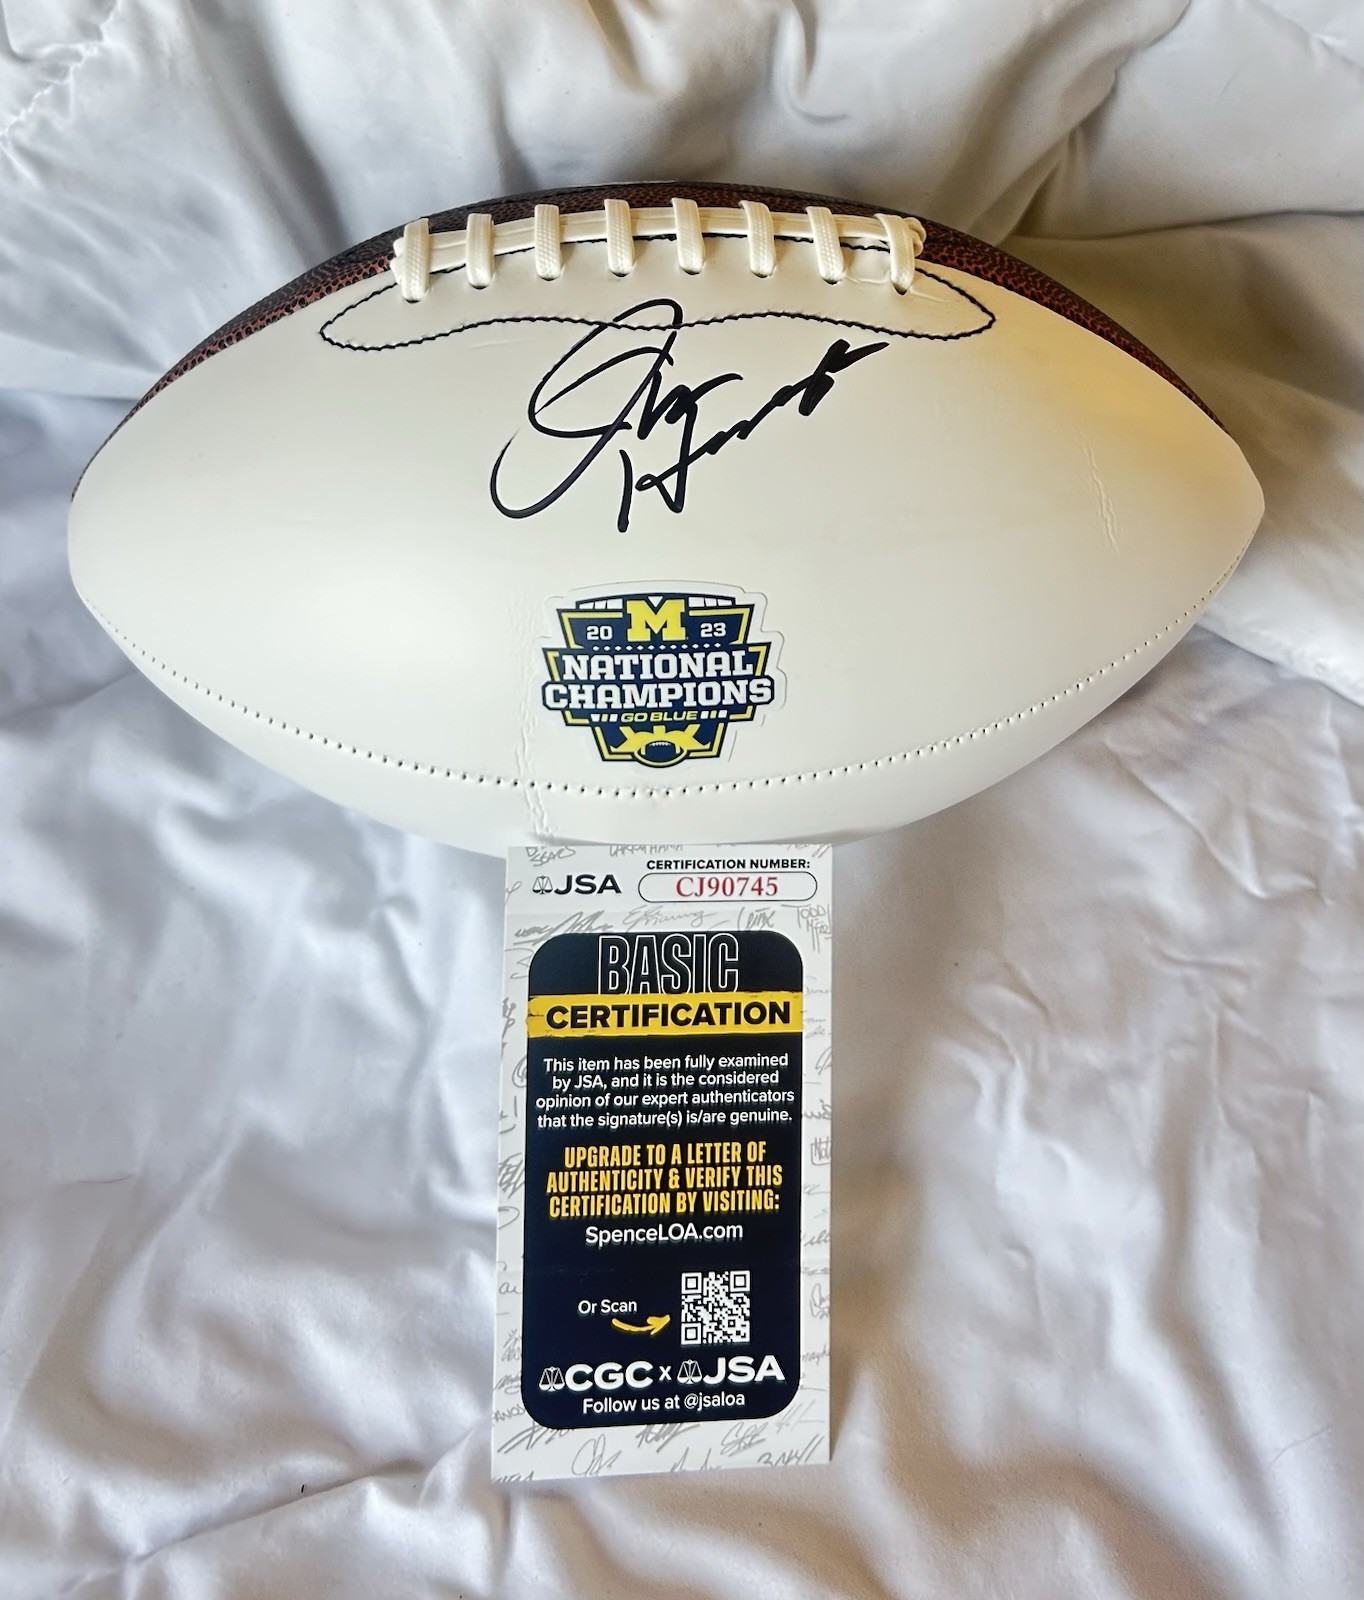 M
20 23
NATIONAL
CHAMPIONS
GO BLUE
CERTIFICATION NUMBER:
JSA CJ90745
BASIC
CERTIFICATION
This item has been fully examined
by JSA, and it is the considered
opinion of our expert authenticators
that the signature(s) is/are genuine.
UPGRADE TO A LETTER OF
AUTHENTICITY & VERIFY THIS
CERTIFICATION BY VISITING:
SpenceLOA.com
Or Scan
CGC x JSA
Follow us at @jsaloa